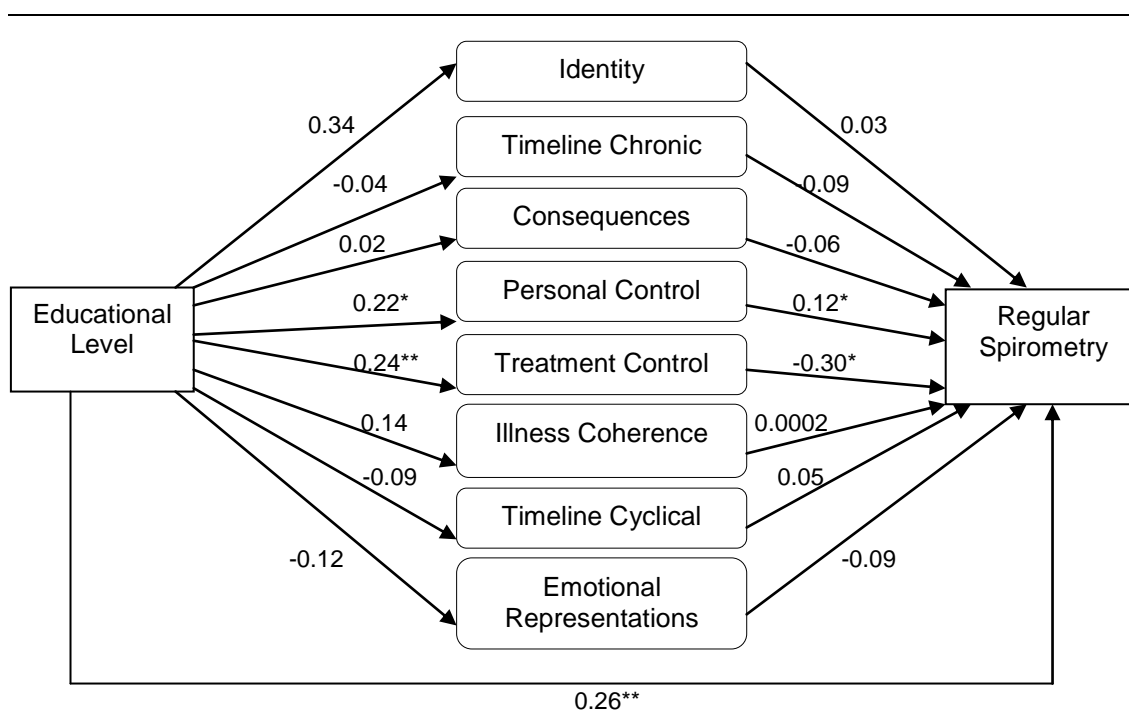 Identity
0.34
0.03
Timeline Chronic
-0.04
-0.09
Consequences
0.02
-0.06
Educational
Level
0.22*
Personal Control
0.12*
Regular
Spirometry
0.24**
Treatment Control
-0.30*
0.14
Illness Coherence
0.0002
-0.09
Timeline Cyclical
0.05
-0.12
Emotional
Representations
-0.09
0.26**